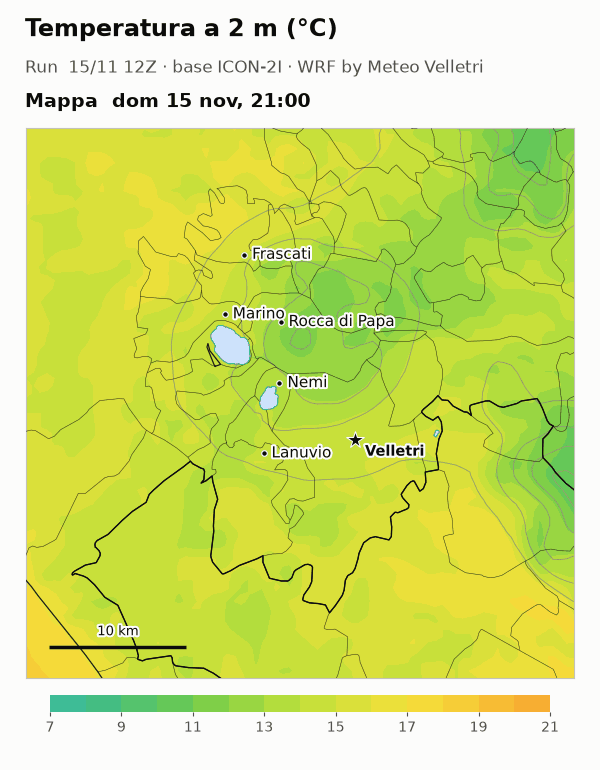 Temperatura a 2 m (°C)
Run  15/11 12Z · base ICON-2I · WRF by Meteo Velletri
Mappa  dom 15 nov, 21:00
Frascati
Marino
Rocca di Papa
Nemi
Lanuvio
Velletri
10 km
7 9 11 13 15 17 19 21